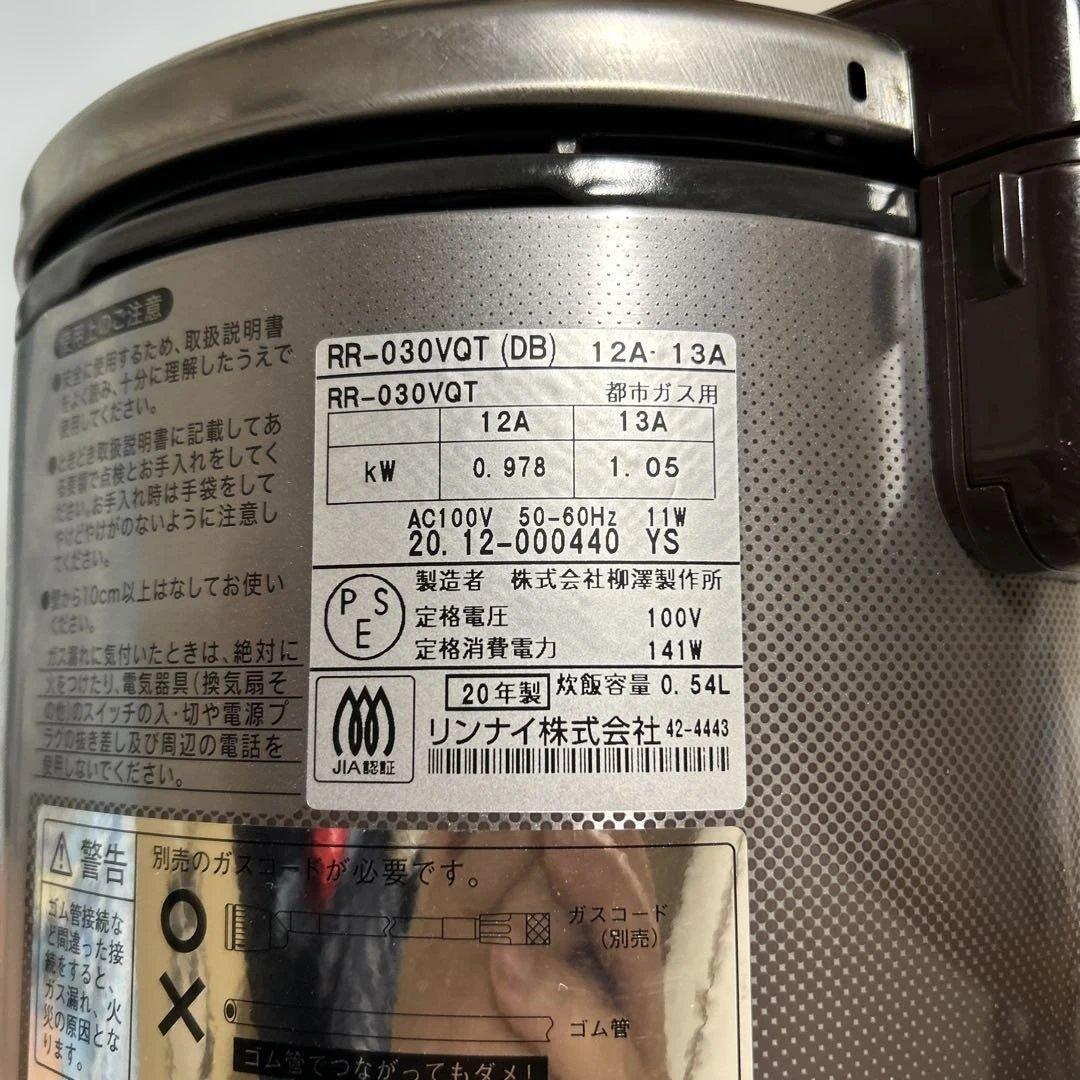 使用上のご注意
●安全に使用するため、取扱説明書
をよく読み、十分に理解したうえで
使用してください。
●ときどき取扱説明書に記載してあ
る要領で点検とお手入れをしてく
ださい。お手入れ時は手袋をして
やけどやけがのないように注意し
てください。
●壁から10cm以上はなしてお使い
ください。
ガス漏れに気付いたときは、絶対に
火をつけたり、電気器具(換気扇そ
の他)のスイッチの入・切や電源プ
ラグの抜き差し及び周辺の電話を
使用しないでください。
RR-030VQT (DB) 12A・13A
RR-030VQT 都市ガス用
12A 13A
kW 0.978 1.05
AC100V 50-60Hz 11W
20.12-000440 YS
製造者 株式会社柳澤製作所
PSE
定格電圧 100V
定格消費電力 141W
20年製 炊飯容量 0.54L
リンナイ株式会社 42-4443
JIA認証
警告
ゴム管接続な
ど間違った接
続をすると、
ガス漏れ、火
災の原因とな
ります。
別売のガスコードが必要です。
ガスコード
(別売)
ゴム管
ゴム管でつながってもダメ!